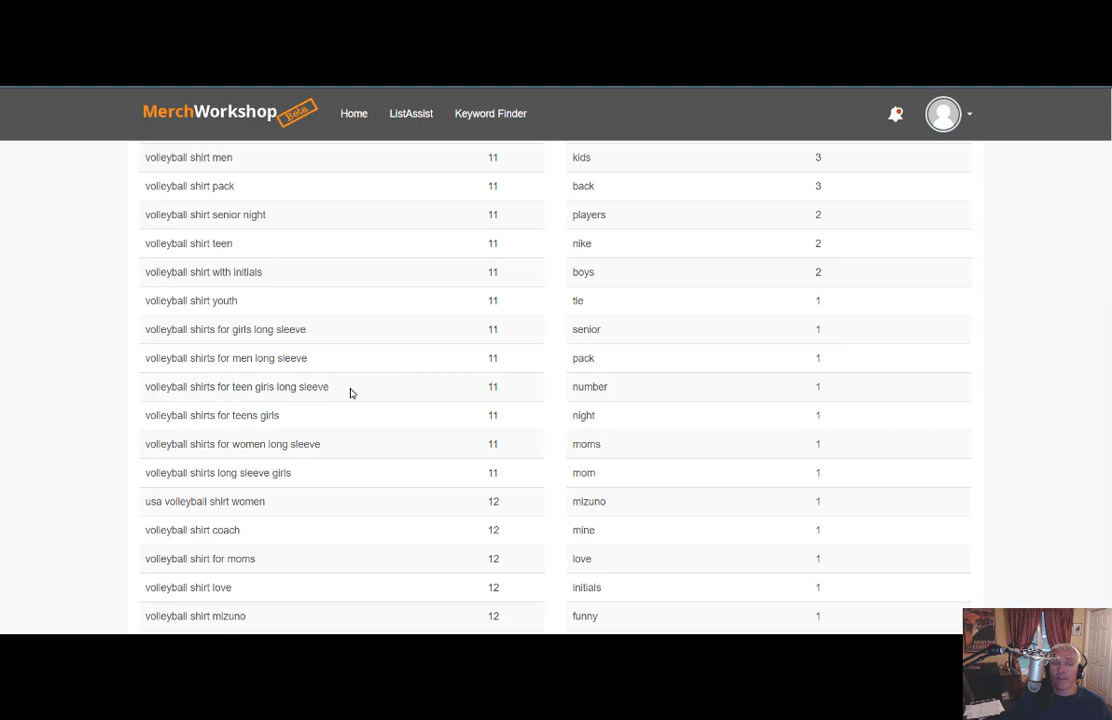 MerchWorkshop Beta Home ListAssist Keyword Finder
volleyball shirt men 11 kids 3
volleyball shirt pack 11 back 3
volleyball shirt senior night 11 players 2
volleyball shirt teen 11 nike 2
volleyball shirt with initials 11 boys 2
volleyball shirt youth 11 tie 1
volleyball shirts for girls long sleeve 11 senior 1
volleyball shirts for men long sleeve 11 pack 1
volleyball shirts for teen girls long sleeve 11 number 1
volleyball shirts for teens girls 11 night 1
volleyball shirts for women long sleeve 11 moms 1
volleyball shirts long sleeve girls 11 mom 1
usa volleyball shirt women 12 mizuno 1
volleyball shirt coach 12 mine 1
volleyball shirt for moms 12 love 1
volleyball shirt love 12 initials 1
volleyball shirt mizuno 12 funny 1